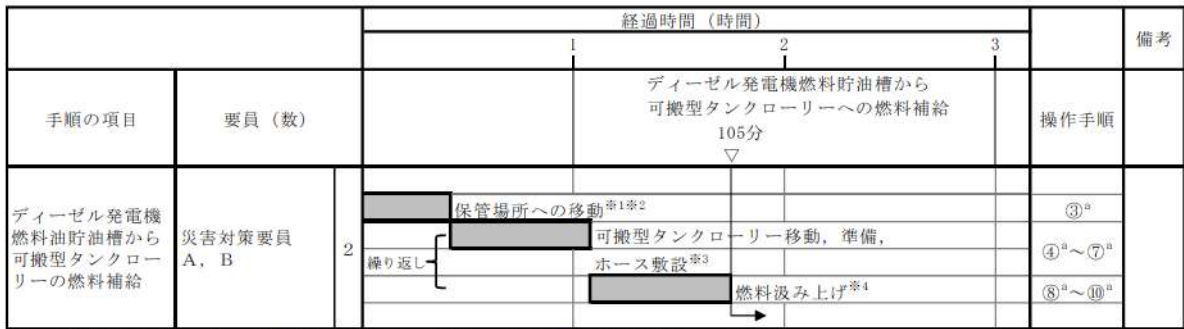 経過時間（時間）
備考
1 2 3
手順の項目
要員（数）
ディーゼル発電機燃料貯油槽から
可搬型タンクローリーへの燃料補給
105分
▽
操作手順
ディーゼル発電機
燃料油貯油槽から
可搬型タンクロー
リーの燃料補給
災害対策要員
A，B
2
保管場所への移動※1※2
③a
繰り返し
可搬型タンクローリー移動，準備，
ホース敷設※3
④a～⑦a
燃料汲み上げ※4
⑧a～⑩a